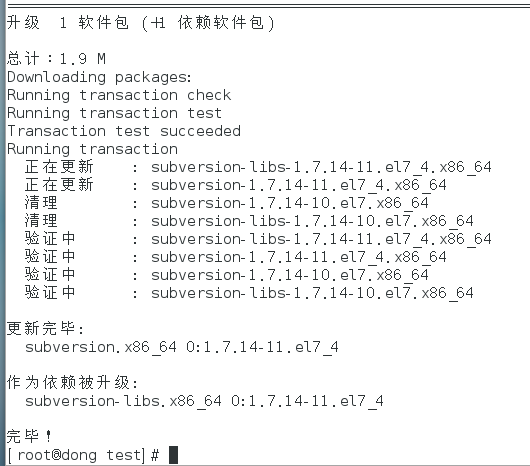 升级  1 软件包 (+1 依赖软件包)
总计：1.9 M
Downloading packages:
Running transaction check
Running transaction test
Transaction test succeeded
Running transaction
正在更新    : subversion-libs-1.7.14-11.el7_4.x86_64
正在更新    : subversion-1.7.14-11.el7_4.x86_64
清理        : subversion-1.7.14-10.el7.x86_64
清理        : subversion-libs-1.7.14-10.el7.x86_64
验证中      : subversion-libs-1.7.14-11.el7_4.x86_64
验证中      : subversion-1.7.14-11.el7_4.x86_64
验证中      : subversion-1.7.14-10.el7.x86_64
验证中      : subversion-libs-1.7.14-10.el7.x86_64
更新完毕:
subversion.x86_64 0:1.7.14-11.el7_4
作为依赖被升级:
subversion-libs.x86_64 0:1.7.14-11.el7_4
完毕！
[root@dong test]#